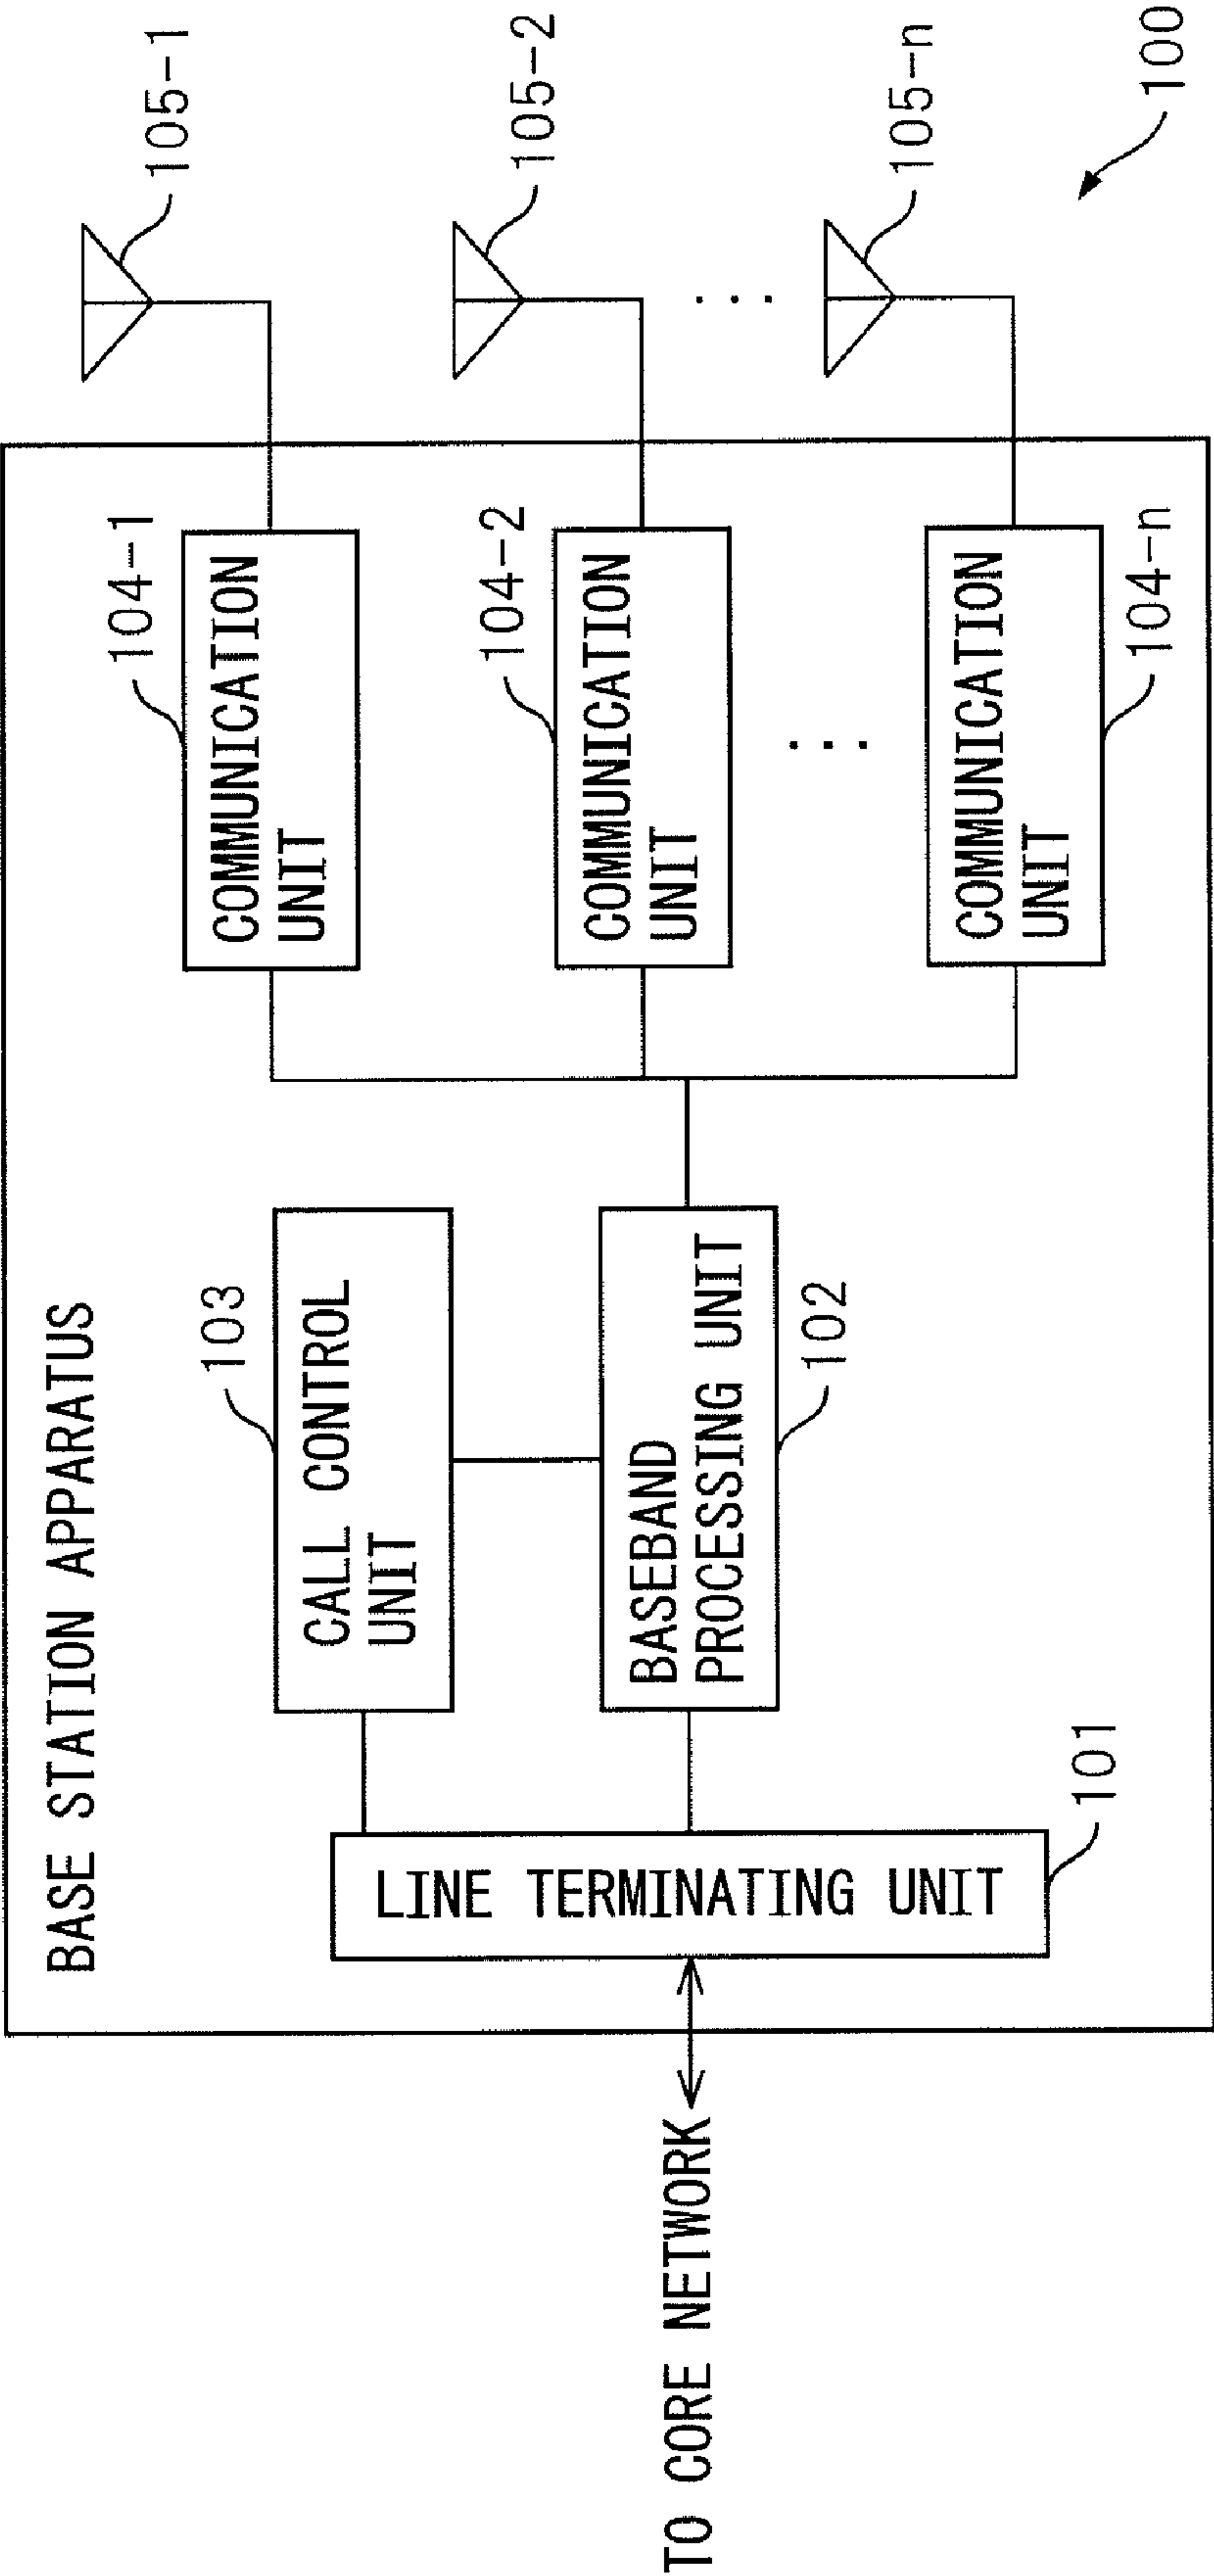 BASE STATION APPARATUS
TO CORE NETWORK
LINE TERMINATING UNIT
101
CALL CONTROL
UNIT
103
BASEBAND
PROCESSING UNIT
102
COMMUNICATION
UNIT
104-1
COMMUNICATION
UNIT
104-2
...
COMMUNICATION
UNIT
104-n
105-1
105-2
...
105-n
100